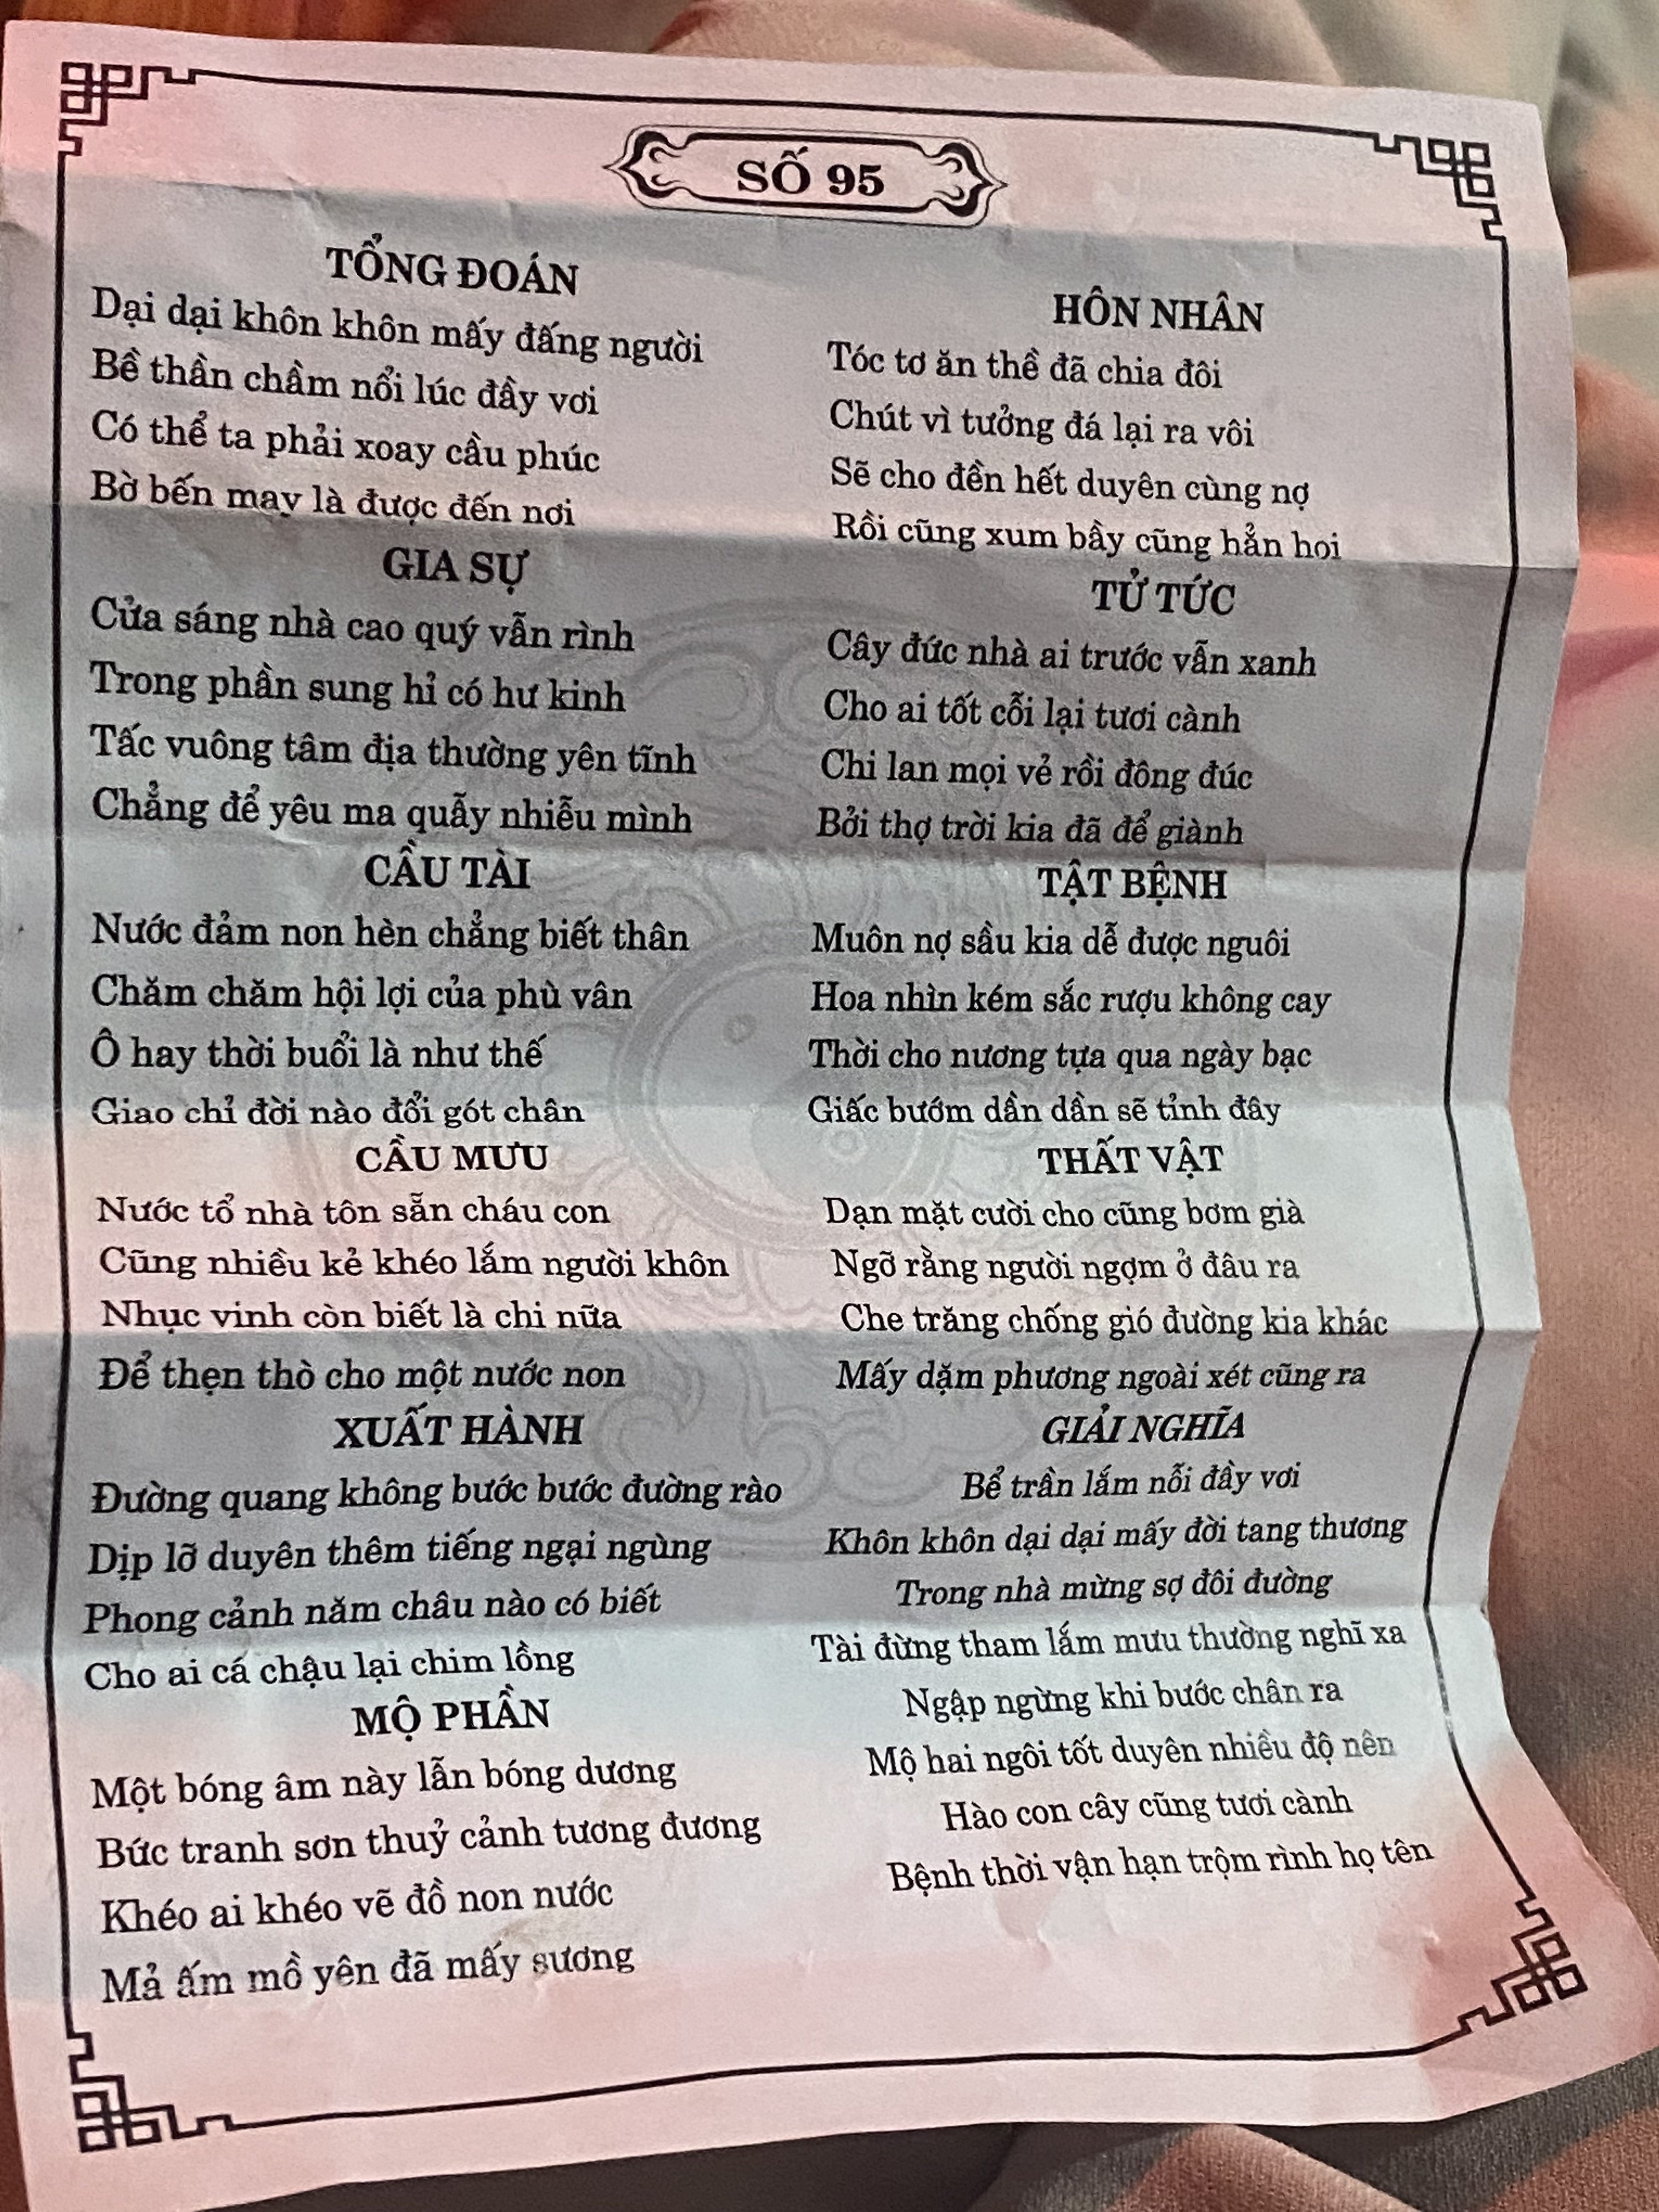 SỐ 95
TỔNG ĐOÁN
Dại dại khôn khôn mấy đấng người
Bề thần chầm nổi lúc đầy vơi
Có thể ta phải xoay cầu phúc
Bờ bến may là được đến nơi
GIA SỰ
Cửa sáng nhà cao quý vẫn rình
Trong phần sung hỉ có hư kinh
Tấc vuông tâm địa thường yên tĩnh
Chẳng để yêu ma quẫy nhiễu mình
CẦU TÀI
Nước đảm non hèn chẳng biết thân
Chăm chăm hội lợi của phù vân
Ô hay thời buổi là như thế
Giao chỉ đời nào đổi gót chân
CẦU MƯU
Nước tổ nhà tôn sẵn cháu con
Cũng nhiều kẻ khéo lắm người khôn
Nhục vinh còn biết là chi nữa
Để thẹn thò cho một nước non
XUẤT HÀNH
Đường quang không bước bước đường rào
Dịp lỡ duyên thêm tiếng ngại ngùng
Phong cảnh năm châu nào có biết
Cho ai cá chậu lại chim lồng
MỘ PHẦN
Một bóng âm này lẫn bóng dương
Bức tranh sơn thuỷ cảnh tương đương
Khéo ai khéo vẽ đồ non nước
Mả ấm mồ yên đã mấy sương
HÔN NHÂN
Tóc tơ ăn thề đã chia đôi
Chút vì tưởng đá lại ra vôi
Sẽ cho đền hết duyên cùng nợ
Rồi cũng xum bầy cũng hẳn hoi
TỬ TỨC
Cây đức nhà ai trước vẫn xanh
Cho ai tốt cỗi lại tươi cành
Chi lan mọi vẻ rồi đông đúc
Bởi thợ trời kia đã để giành
TẬT BỆNH
Muôn nợ sầu kia dễ được nguôi
Hoa nhìn kém sắc rượu không cay
Thời cho nương tựa qua ngày bạc
Giấc bướm dần dần sẽ tỉnh đây
THẤT VẬT
Dạn mặt cười cho cũng bơm già
Ngỡ rằng người ngợm ở đâu ra
Che trăng chống gió đường kia khác
Mấy dặm phương ngoài xét cũng ra
GIẢI NGHĨA
Bể trần lắm nỗi đầy vơi
Khôn khôn dại dại mấy đời tang thương
Trong nhà mừng sợ đôi đường
Tài đừng tham lắm mưu thường nghĩ xa
Ngập ngừng khi bước chân ra
Mộ hai ngôi tốt duyên nhiều độ nên
Hào con cây cũng tươi cành
Bệnh thời vận hạn trộm rình họ tên